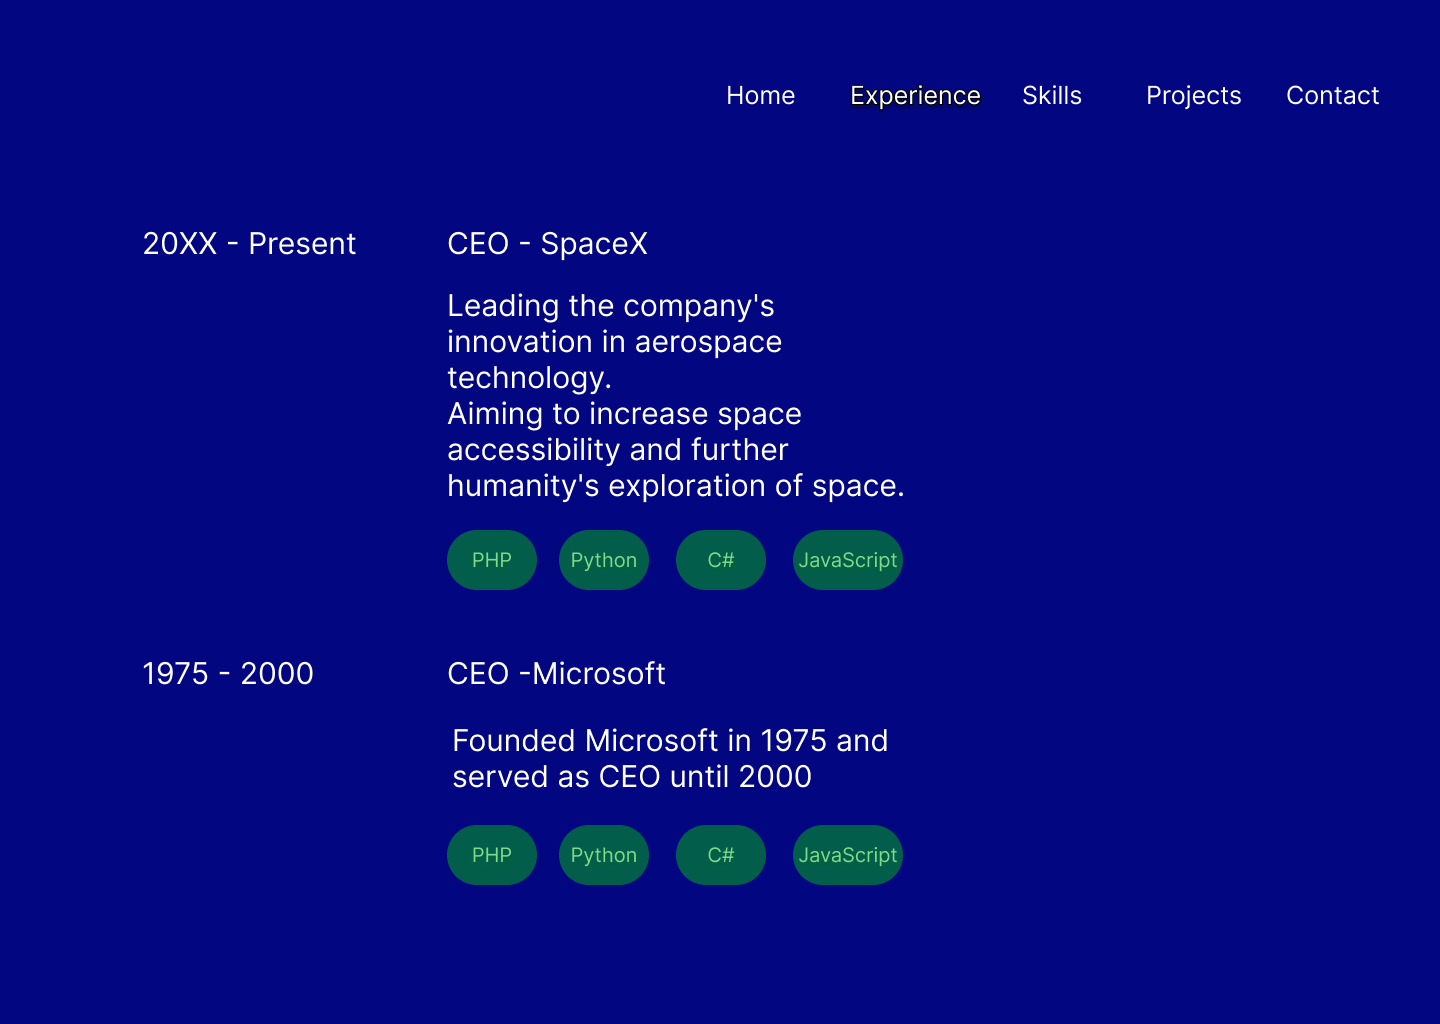 Home Experience Skills Projects Contact
20XX - Present CEO - SpaceX
Leading the company's
innovation in aerospace
technology.
Aiming to increase space
accessibility and further
humanity's exploration of space.
PHP Python C# JavaScript
1975 - 2000 CEO -Microsoft
Founded Microsoft in 1975 and
served as CEO until 2000
PHP Python C# JavaScript